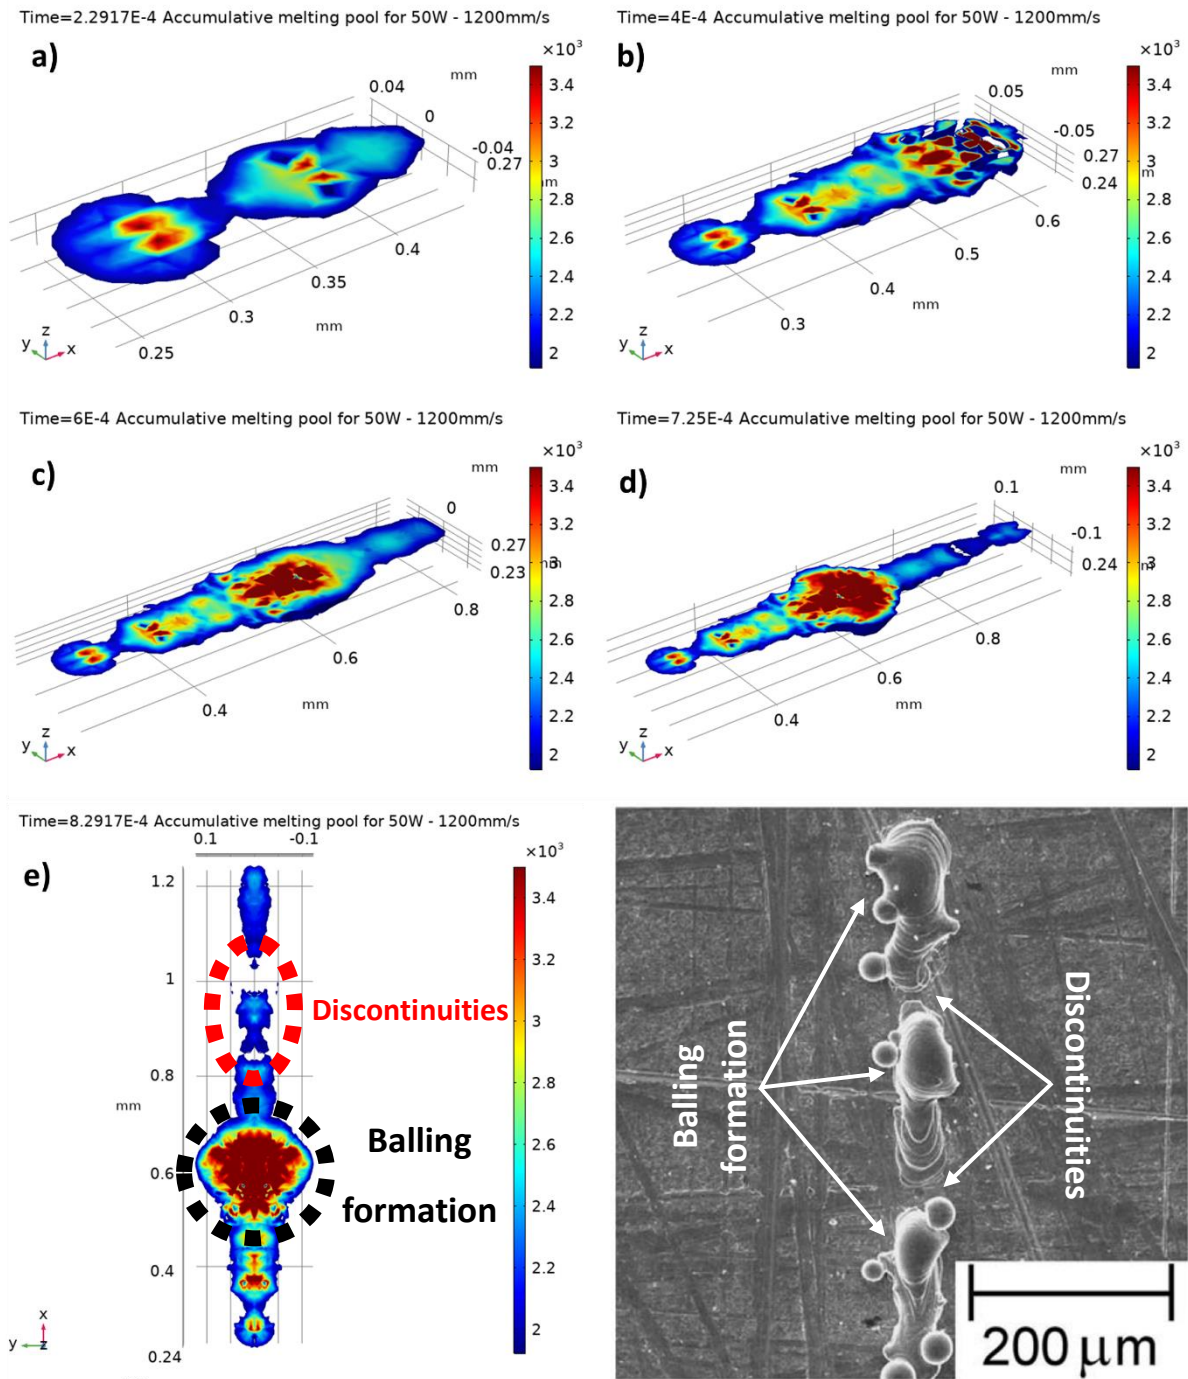 Time=2.2917E-4 Accumulative melting pool for 50W - 1200mm/s
a)
×10³
mm
0.04
0
-0.04
0.27
m
0.4
0.35
mm
0.3
0.25
3.4
3.2
3
2.8
2.6
2.4
2.2
2
y z x
Time=4E-4 Accumulative melting pool for 50W - 1200mm/s
b)
×10³
mm
0.05
-0.05
0.27
0.24
0.6
0.5
0.4
mm
0.3
3.4
3.2
3
2.8
2.6
2.4
2.2
2
y z x
Time=6E-4 Accumulative melting pool for 50W - 1200mm/s
c)
×10³
mm
0
0.27
0.23
m
0.8
0.6
mm
0.4
3.4
3.2
3
2.8
2.6
2.4
2.2
2
y z x
Time=7.25E-4 Accumulative melting pool for 50W - 1200mm/s
d)
×10³
mm
0.1
-0.1
0.24
m
0.8
0.6
mm
0.4
3.4
3.2
3
2.8
2.6
2.4
2.2
2
y z x
Time=8.2917E-4 Accumulative melting pool for 50W - 1200mm/s
e)
0.1
-0.1
×10³
1.2
1
0.8
mm
0.6
0.4
0.24
Discontinuities
Balling
formation
3.4
3.2
3
2.8
2.6
2.4
2.2
2
x
y z
Balling
formation
Discontinuities
200 μm